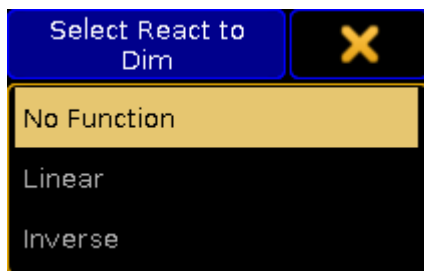 Select React to
Dim
No Function
Linear
Inverse